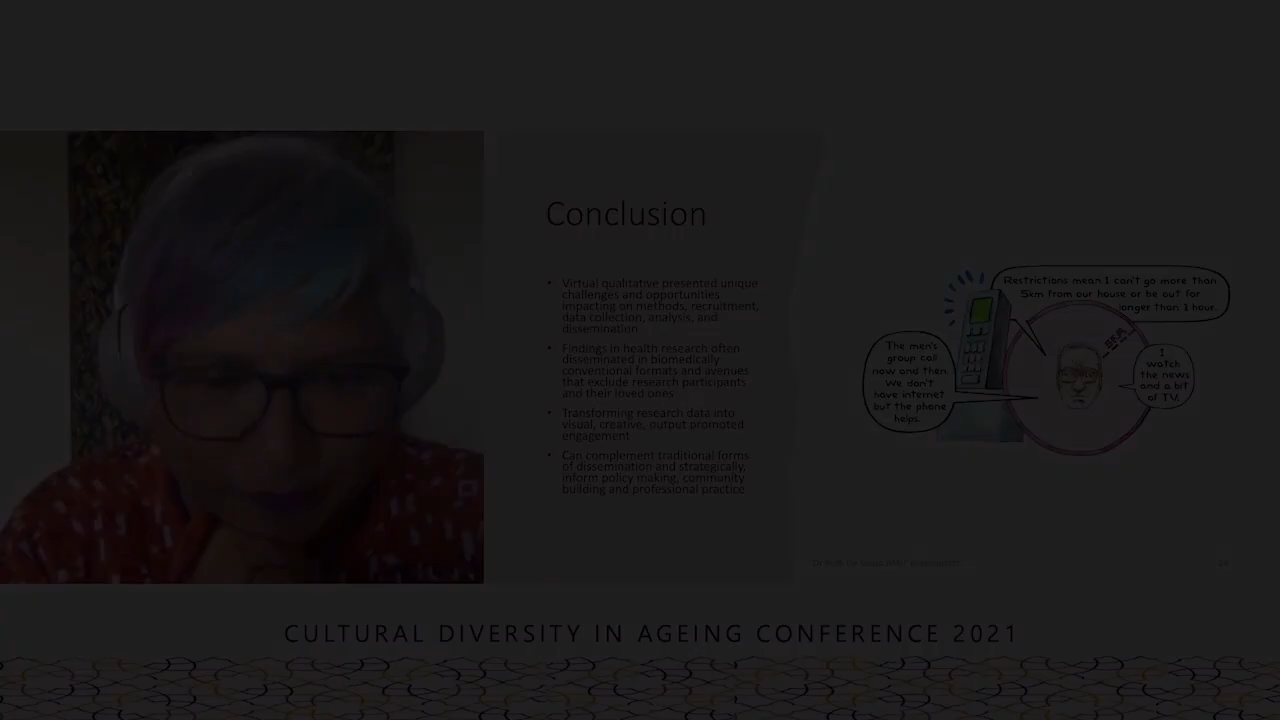 Conclusion
• Virtual qualitative presented unique
challenges and opportunities
impacting on methods, recruitment,
data collection, analysis, and
dissemination
• Findings in health research often
disseminated in biomedically
conventional formats and avenues
that exclude research participants
and their loved ones
• Transforming research data into
visual, creative, output promoted
engagement
• Can complement traditional forms
of dissemination and strategically,
inform policy making, community
building and professional practice
Restrictions mean I can't go more than
5km from our house or be out for
longer than 1 hour.
5KM
The men's
group call
now and then.
We don't
have internet
but the phone
helps.
I
watch
the news
and a bit
of TV.
CULTURAL DIVERSITY IN AGEING CONFERENCE 2021